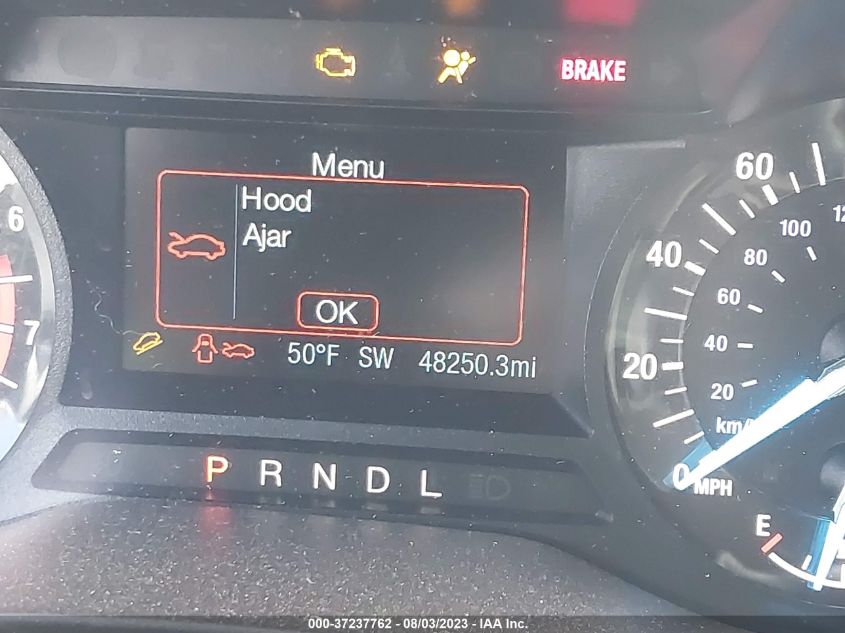 BRAKE
Menu
Hood
Ajar
OK
50°F SW 48250.3mi
P R N D L
6
7
60
40
20
0 MPH
100
80
60
40
20
km/
E
000-37237762 - 08/03/2023 - IAA Inc.